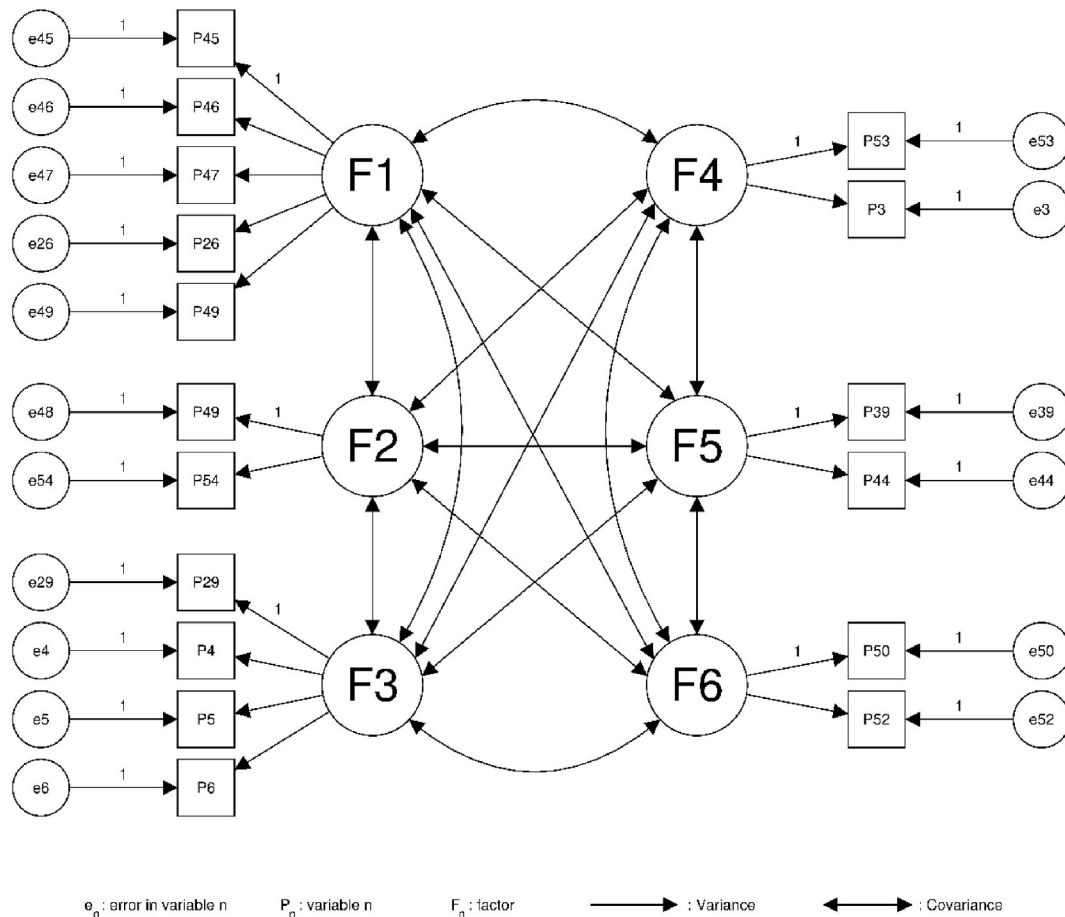 e45 1 P45
1
e46 1 P46
F1 F4
e47 1 P47
e26 1 P26
e49 1 P49
1 P53 1 e53
P3 1 e3
e48 1 P49 1
F2 F5
e54 1 P54
1 P39 1 e39
P44 1 e44
e29 1 P29
1
e4 1 P4
F3 F6
e5 1 P5
e6 1 P6
1 P50 1 e50
P52 1 e52
en : error in variable n Pn : variable n Fn : factor : Variance : Covariance